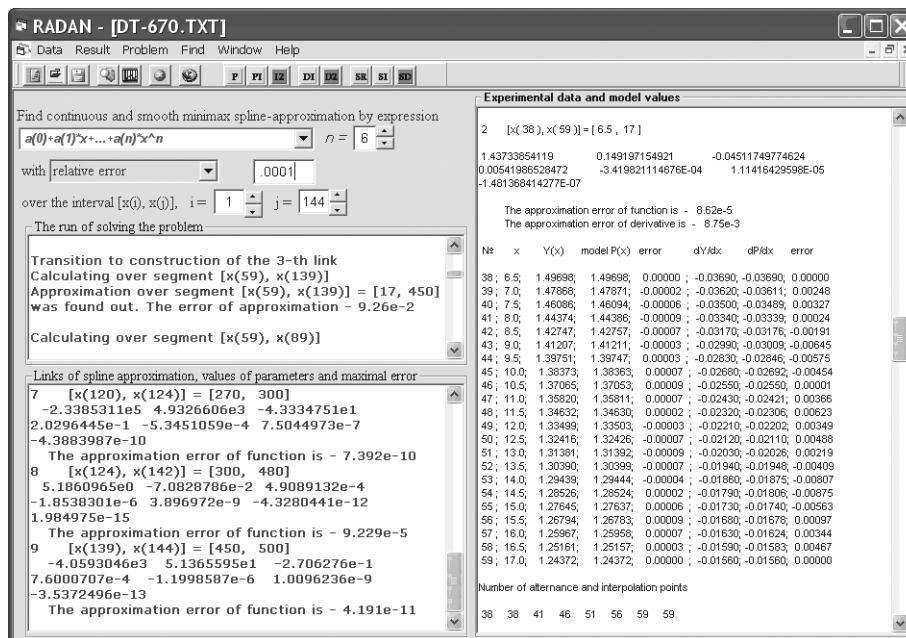 RADAN - [DT-670.TXT]
Data Result Problem Find Window Help
P PI I2 DI D2 SR SI SD
Find continuous and smooth minimax spline-approximation by expression
a(0)+a(1)*x+...+a(n)*x^n n = 6
with relative error .0001
over the interval [x(i), x(j)], i = 1 j = 144
The run of solving the problem
Transition to construction of the 3-th link
Calculating over segment [x(59), x(139)]
Approximation over segment [x(59), x(139)] = [17, 450]
was found out. The error of approximation - 9.26e-2
Calculating over segment [x(59), x(89)]
Links of spline approximation, values of parameters and maximal error
7 [x(120), x(124)] = [270, 300]
-2.3385311e5 4.9326606e3 -4.3334751e1
2.0296445e-1 -5.3451059e-4 7.5044973e-7
-4.3883987e-10
The approximation error of function is - 7.392e-10
8 [x(124), x(142)] = [300, 480]
5.1860965e0 -7.0828786e-2 4.9089132e-4
-1.8538301e-6 3.896972e-9 -4.3280441e-12
1.984975e-15
The approximation error of function is - 9.229e-5
9 [x(139), x(144)] = [450, 500]
-4.0593046e3 5.1365595e1 -2.706276e-1
7.6000707e-4 -1.1998587e-6 1.0096236e-9
-3.5372496e-13
The approximation error of function is - 4.191e-11
Experimental data and model values
2 [x( 38 ), x( 59 )] = [ 6.5 , 17 ]
1.43733854119 0.149197154921 -0.04511749774624
0.00541986528472 -3.419821114676E-04 1.11416429598E-05
-1.481368414277E-07
The approximation error of function is - 8.62e-5
The approximation error of derivative is - 8.75e-3
№ x Y(x) model P(x) error dY/dx dP/dx error
38 ; 6.5; 1.49698; 1.49698; 0.00000 ; -0.03690; -0.03690; 0.00000
39 ; 7.0; 1.47868; 1.47871; -0.00002 ; -0.03620; -0.03611; 0.00248
40 ; 7.5; 1.46086; 1.46094; -0.00006 ; -0.03500; -0.03489; 0.00327
41 ; 8.0; 1.44374; 1.44386; -0.00009 ; -0.03340; -0.03339; 0.00024
42 ; 8.5; 1.42747; 1.42757; -0.00007 ; -0.03170; -0.03176; -0.00191
43 ; 9.0; 1.41207; 1.41211; -0.00003 ; -0.02990; -0.03009; -0.00645
44 ; 9.5; 1.39751; 1.39747; 0.00003 ; -0.02830; -0.02846; -0.00575
45 ; 10.0; 1.38373; 1.38363; 0.00007 ; -0.02680; -0.02692; -0.00454
46 ; 10.5; 1.37065; 1.37053; 0.00009 ; -0.02550; -0.02550; 0.00001
47 ; 11.0; 1.35820; 1.35811; 0.00007 ; -0.02430; -0.02421; 0.00366
48 ; 11.5; 1.34632; 1.34630; 0.00002 ; -0.02320; -0.02306; 0.00623
49 ; 12.0; 1.33499; 1.33503; -0.00003 ; -0.02210; -0.02202; 0.00349
50 ; 12.5; 1.32416; 1.32426; -0.00007 ; -0.02120; -0.02110; 0.00488
51 ; 13.0; 1.31381; 1.31392; -0.00009 ; -0.02030; -0.02026; 0.00219
52 ; 13.5; 1.30390; 1.30399; -0.00007 ; -0.01940; -0.01948; -0.00409
53 ; 14.0; 1.29439; 1.29444; -0.00004 ; -0.01860; -0.01875; -0.00807
54 ; 14.5; 1.28526; 1.28524; 0.00002 ; -0.01790; -0.01806; -0.00875
55 ; 15.0; 1.27645; 1.27637; 0.00006 ; -0.01730; -0.01740; -0.00563
56 ; 15.5; 1.26794; 1.26783; 0.00009 ; -0.01680; -0.01678; 0.00097
57 ; 16.0; 1.25967; 1.25958; 0.00007 ; -0.01630; -0.01624; 0.00344
58 ; 16.5; 1.25161; 1.25157; 0.00003 ; -0.01590; -0.01583; 0.00467
59 ; 17.0; 1.24372; 1.24372; 0.00000 ; -0.01560; -0.01560; 0.00000
Number of alternance and interpolation points
38 38 41 46 51 56 59 59